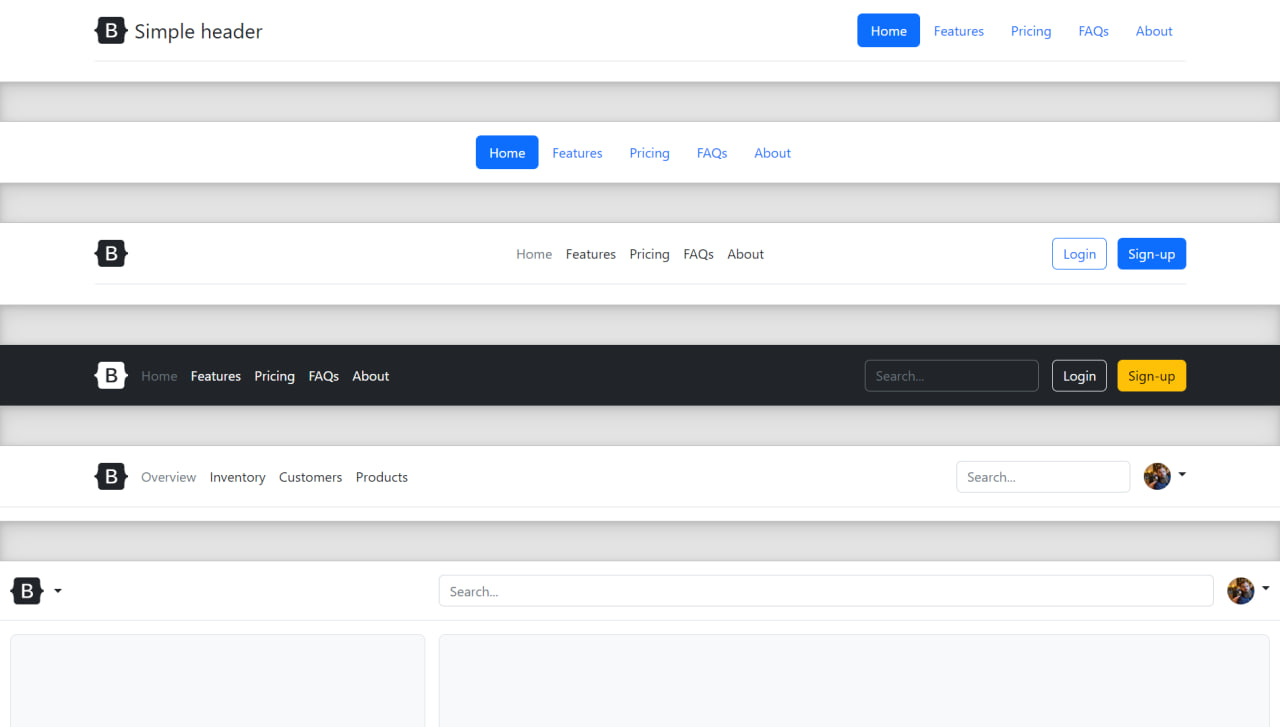 B Simple header Home Features Pricing FAQs About
Home Features Pricing FAQs About
B Home Features Pricing FAQs About Login Sign-up
B Home Features Pricing FAQs About Search... Login Sign-up
B Overview Inventory Customers Products Search...
B Search...